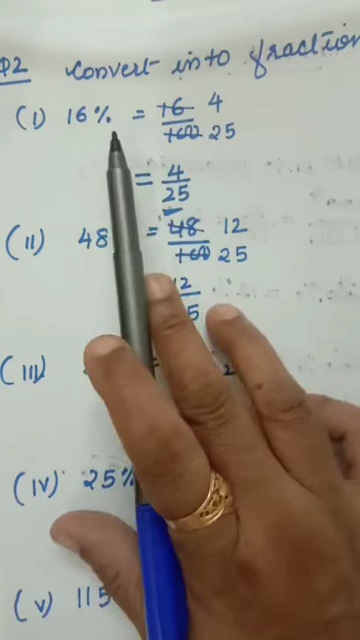 Q2 Convert into fraction
(I) 16% = 16/100 4/25
= 4/25
(II) 48 = 48/100 12/25
(III)
(IV) 25%
(V) 115